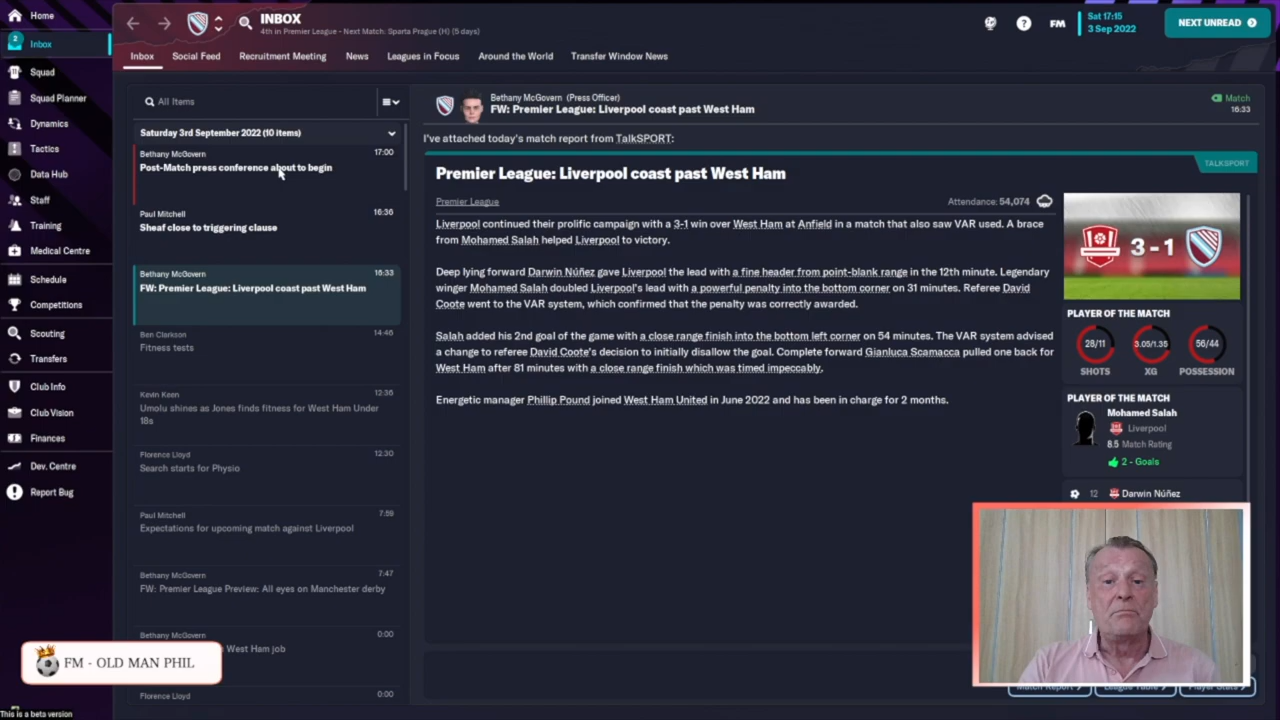 Home
2
Inbox
Squad
Squad Planner
Dynamics
Tactics
Data Hub
Staff
Training
Medical Centre
Schedule
Competitions
Scouting
Transfers
Club Info
Club Vision
Finances
Dev. Centre
Report Bug
This is a beta version
INBOX
4th in Premier League - Next Match: Sparta Prague (H) (5 days)
FM
Sat 17:15
3 Sep 2022
NEXT UNREAD
Inbox
Social Feed
Recruitment Meeting
News
Leagues in Focus
Around the World
Transfer Window News
All Items
Saturday 3rd September 2022 (10 items)
Bethany McGovern 17:00
Post-Match press conference about to begin
Paul Mitchell 16:36
Sheaf close to triggering clause
Bethany McGovern 16:33
FW: Premier League: Liverpool coast past West Ham
Ben Clarkson 14:46
Fitness tests
Kevin Keen 12:36
Umolu shines as Jones finds fitness for West Ham Under
18s
Florence Lloyd 12:30
Search starts for Physio
Paul Mitchell 7:59
Expectations for upcoming match against Liverpool
Bethany McGovern 7:47
FW: Premier League Preview: All eyes on Manchester derby
Bethany McGovern 0:00
West Ham job
Florence Lloyd 0:00
FM - OLD MAN PHIL
Bethany McGovern (Press Officer)
FW: Premier League: Liverpool coast past West Ham
Match
16:33
I've attached today's match report from TalkSPORT:
TALKSPORT
Premier League: Liverpool coast past West Ham
Premier League
Attendance: 54,074
Liverpool continued their prolific campaign with a 3-1 win over West Ham at Anfield in a match that also saw VAR used. A brace
from Mohamed Salah helped Liverpool to victory.
Deep lying forward Darwin Núñez gave Liverpool the lead with a fine header from point-blank range in the 12th minute. Legendary
winger Mohamed Salah doubled Liverpool's lead with a powerful penalty into the bottom corner on 31 minutes. Referee David
Coote went to the VAR system, which confirmed that the penalty was correctly awarded.
Salah added his 2nd goal of the game with a close range finish into the bottom left corner on 54 minutes. The VAR system advised
a change to referee David Coote's decision to initially disallow the goal. Complete forward Gianluca Scamacca pulled one back for
West Ham after 81 minutes with a close range finish which was timed impeccably.
Energetic manager Phillip Pound joined West Ham United in June 2022 and has been in charge for 2 months.
3 - 1
PLAYER OF THE MATCH
28/11
3.05/1.35
56/44
SHOTS
XG
POSSESSION
PLAYER OF THE MATCH
Mohamed Salah
Liverpool
8.5 Match Rating
2 - Goals
12 Darwin Núñez
Match Report
League Table
Player Stats